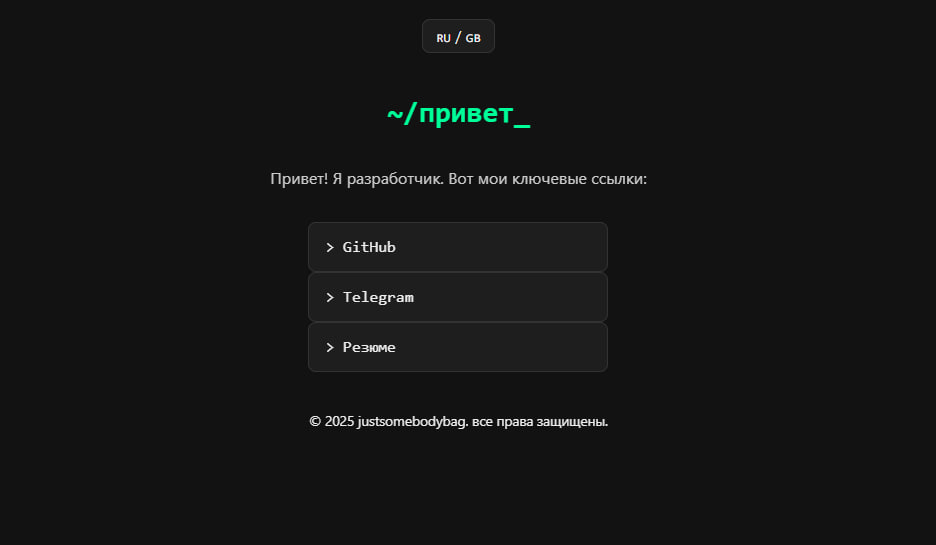 RU / GB
~/привет_
Привет! Я разработчик. Вот мои ключевые ссылки:
> GitHub
> Telegram
> Резюме
© 2025 justsomebodybag. все права защищены.